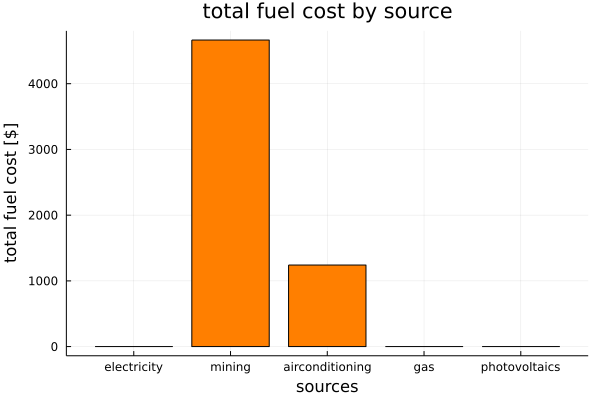 total fuel cost by source
total fuel cost [$]
4000
3000
2000
1000
0
electricity mining airconditioning gas photovoltaics
sources